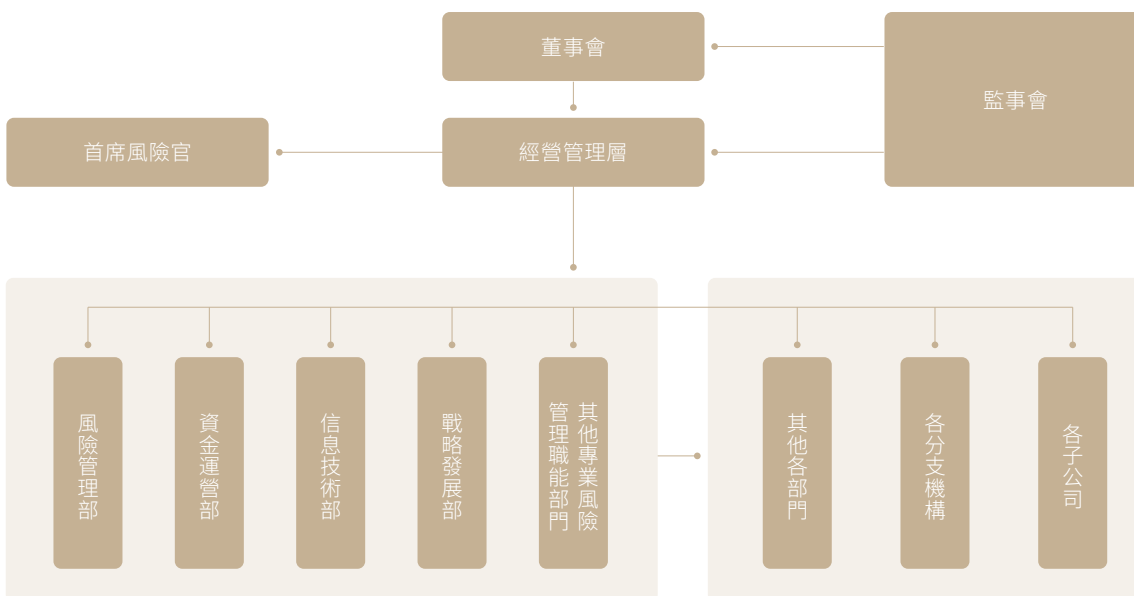 董事會
監事會
首席風險官
經營管理層
風險管理部
資金運營部
信息技術部
戰略發展部
其他專業風險
管理職能部門
其他各部門
各分支機構
各子公司